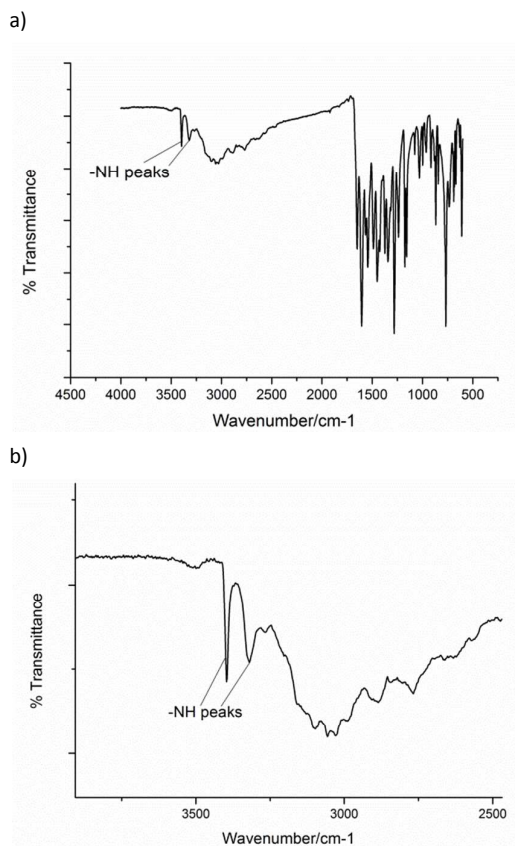 a)
-NH peaks
% Transmittance
4500 4000 3500 3000 2500 2000 1500 1000 500
Wavenumber/cm-1
b)
-NH peaks
% Transmittance
3500 3000 2500
Wavenumber/cm-1